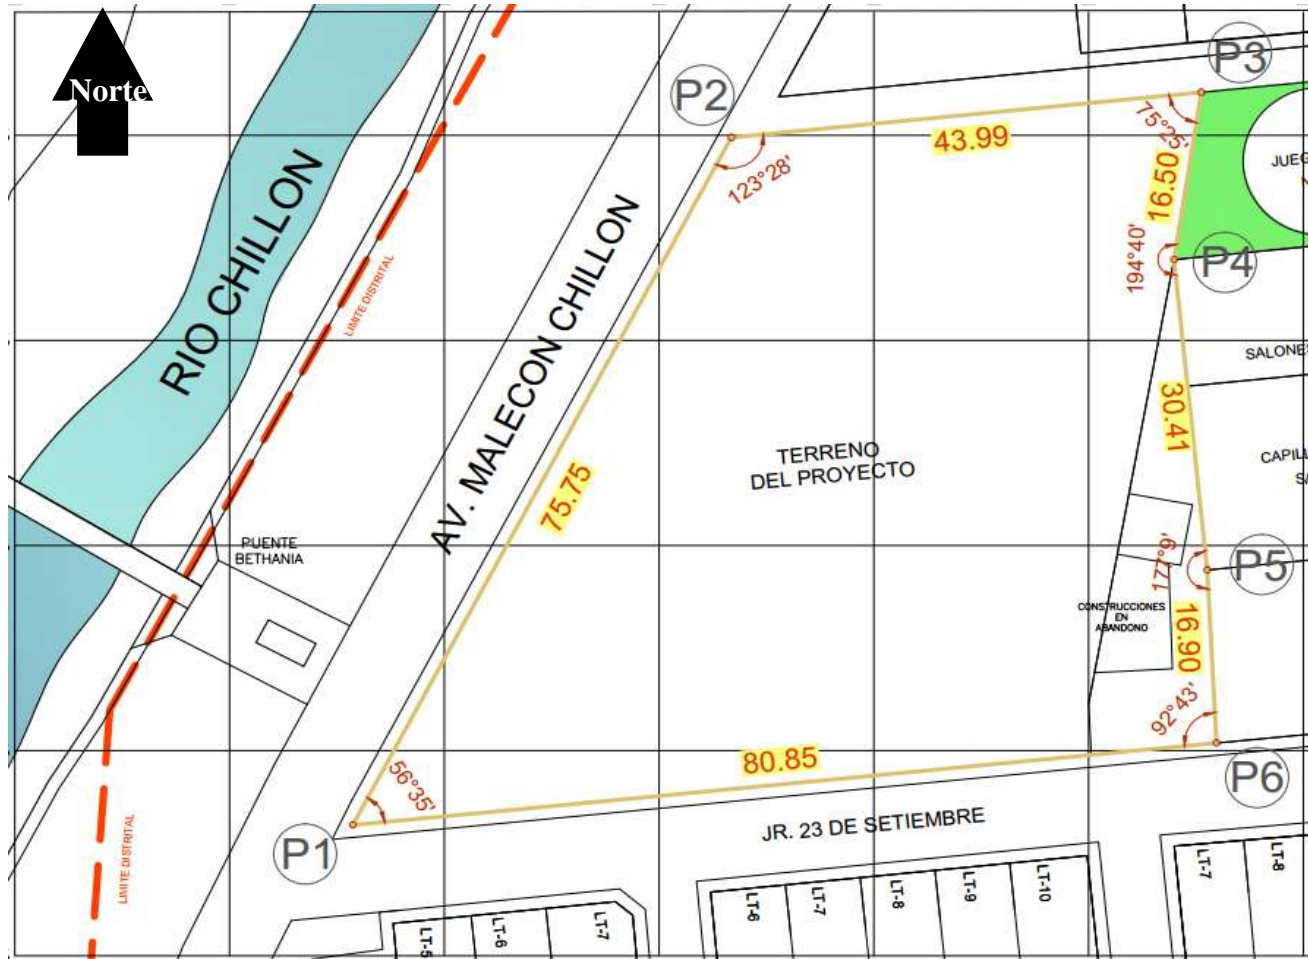 Norte
RIO CHILLON
LIMITE DISTRITAL
AV. MALECON CHILLON
P2
P3
43.99
75°25'
123°28'
16.50
JUEG
194°40'
P4
SALONES
30.41
TERRENO
DEL PROYECTO
CAPILL
75.75
PUENTE
BETHANIA
177°9'
P5
CONSTRUCCIONES
EN
ABANDONO
16.90
92°43'
80.85
56°35'
P6
P1
JR. 23 DE SETIEMBRE
LIMITE DISTRITAL
LT-5
LT-6
LT-7
LT-6
LT-7
LT-8
LT-9
LT-10
LT-7
LT-8